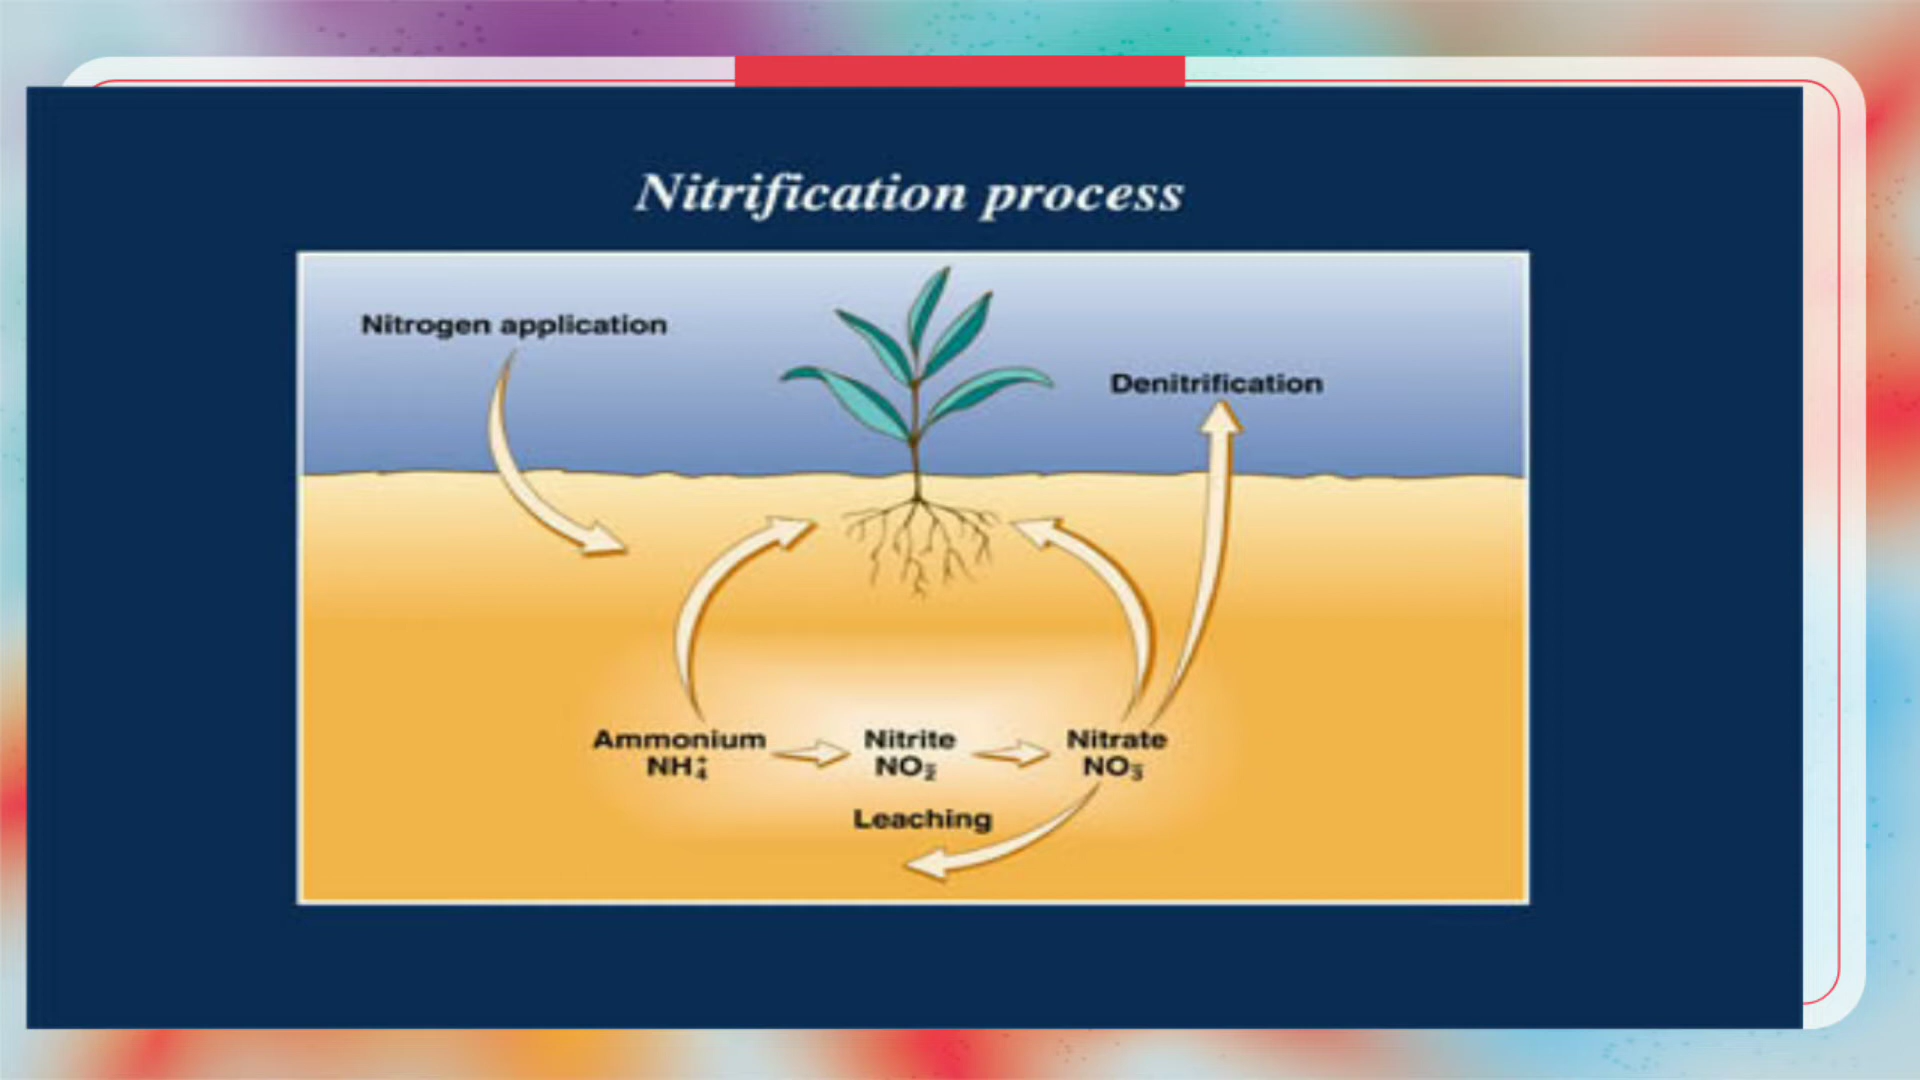 Nitrification process
Nitrogen application
Denitrification
Ammonium
NH₄⁺
Nitrite
NO₂⁻
Nitrate
NO₃⁻
Leaching